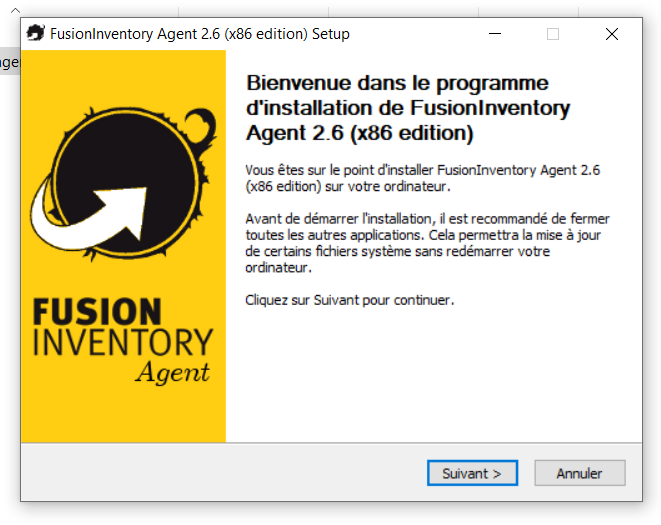 FusionInventory Agent 2.6 (x86 edition) Setup
Bienvenue dans le programme
d'installation de FusionInventory
Agent 2.6 (x86 edition)
Vous êtes sur le point d'installer FusionInventory Agent 2.6
(x86 edition) sur votre ordinateur.
Avant de démarrer l'installation, il est recommandé de fermer
toutes les autres applications. Cela permettra la mise à jour
de certains fichiers système sans redémarrer votre
ordinateur.
Cliquez sur Suivant pour continuer.
FUSION
INVENTORY
Agent
Suivant >
Annuler